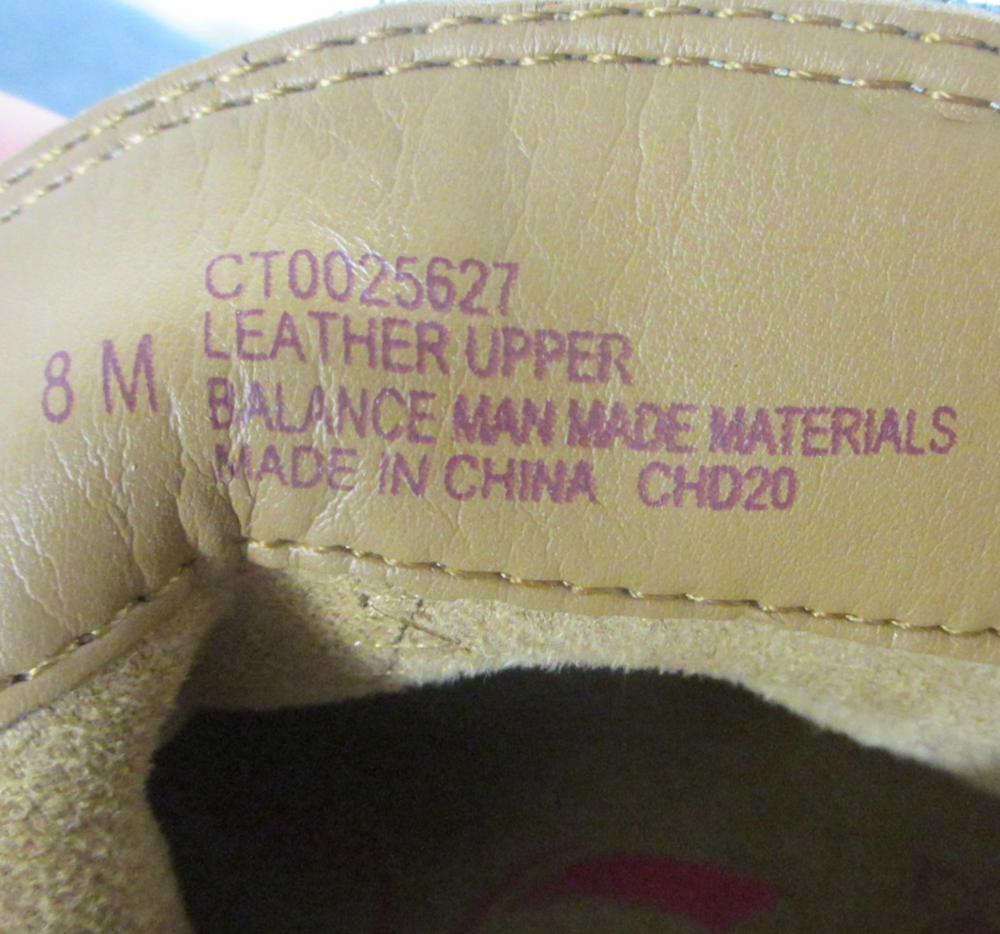 8 M
CT0025627
LEATHER UPPER
BALANCE MAN MADE MATERIALS
MADE IN CHINA CHD20